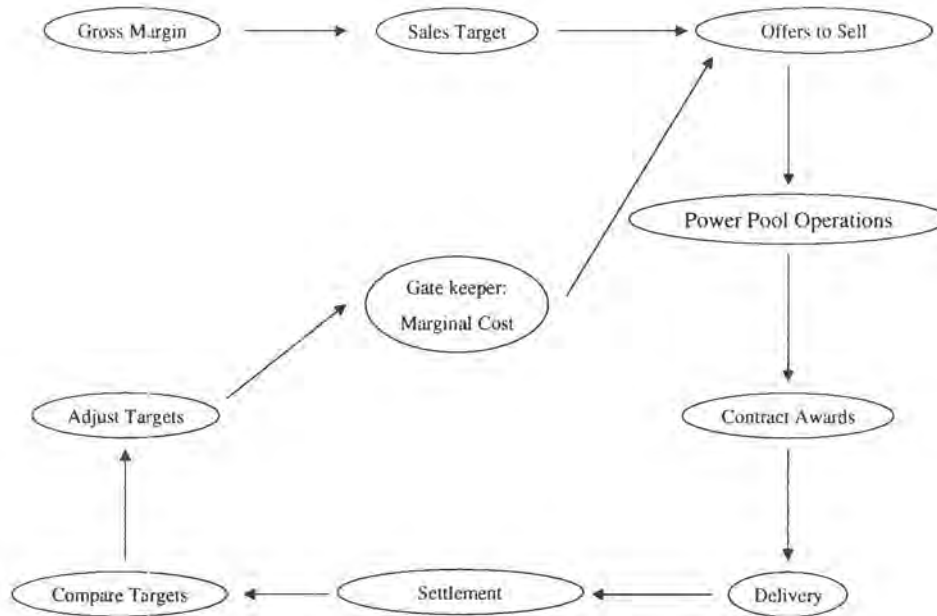 Gross Margin
Sales Target
Offers to Sell
Power Pool Operations
Gate keeper:
Marginal Cost
Adjust Targets
Contract Awards
Compare Targets
Settlement
Delivery